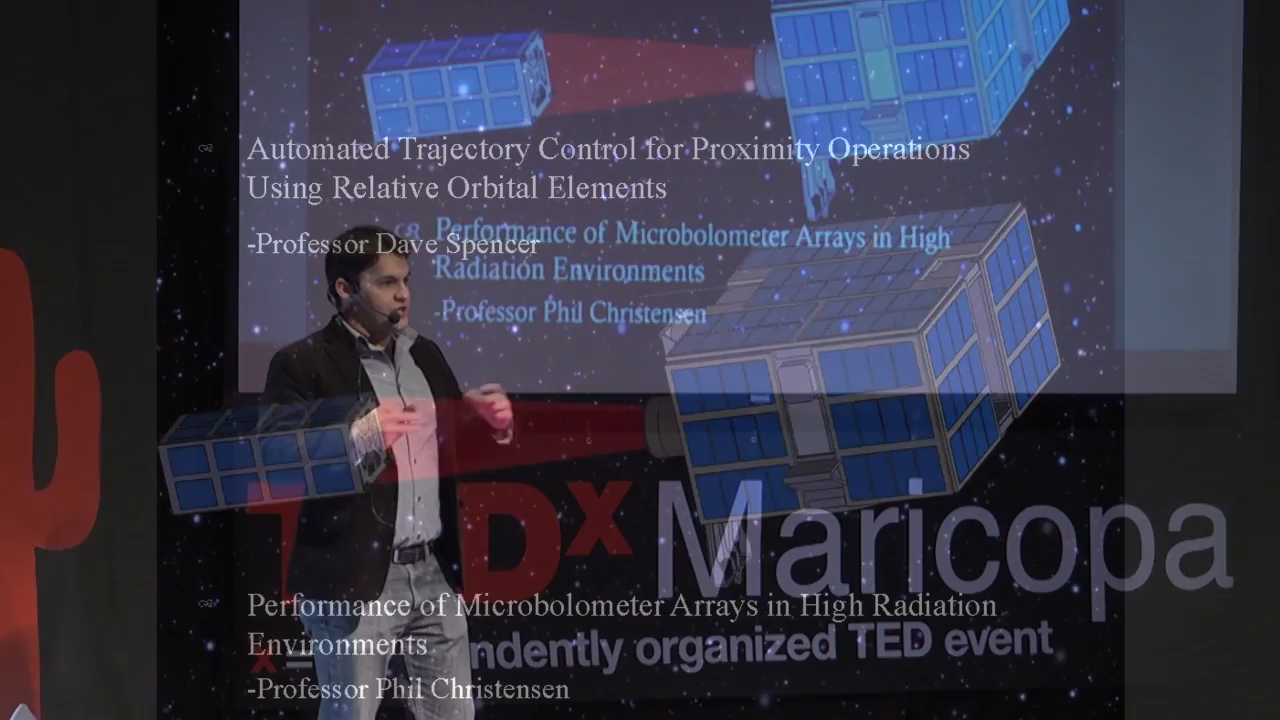 Automated Trajectory Control for Proximity Operations
Using Relative Orbital Elements
-Professor Dave Spencer
Performance of Microbolometer Arrays in High
Radiation Environments
-Professor Phil Christensen
TEDx Maricopa
Performance of Microbolometer Arrays in High Radiation
Environments
x = ndently organized TED event
-Professor Phil Christensen